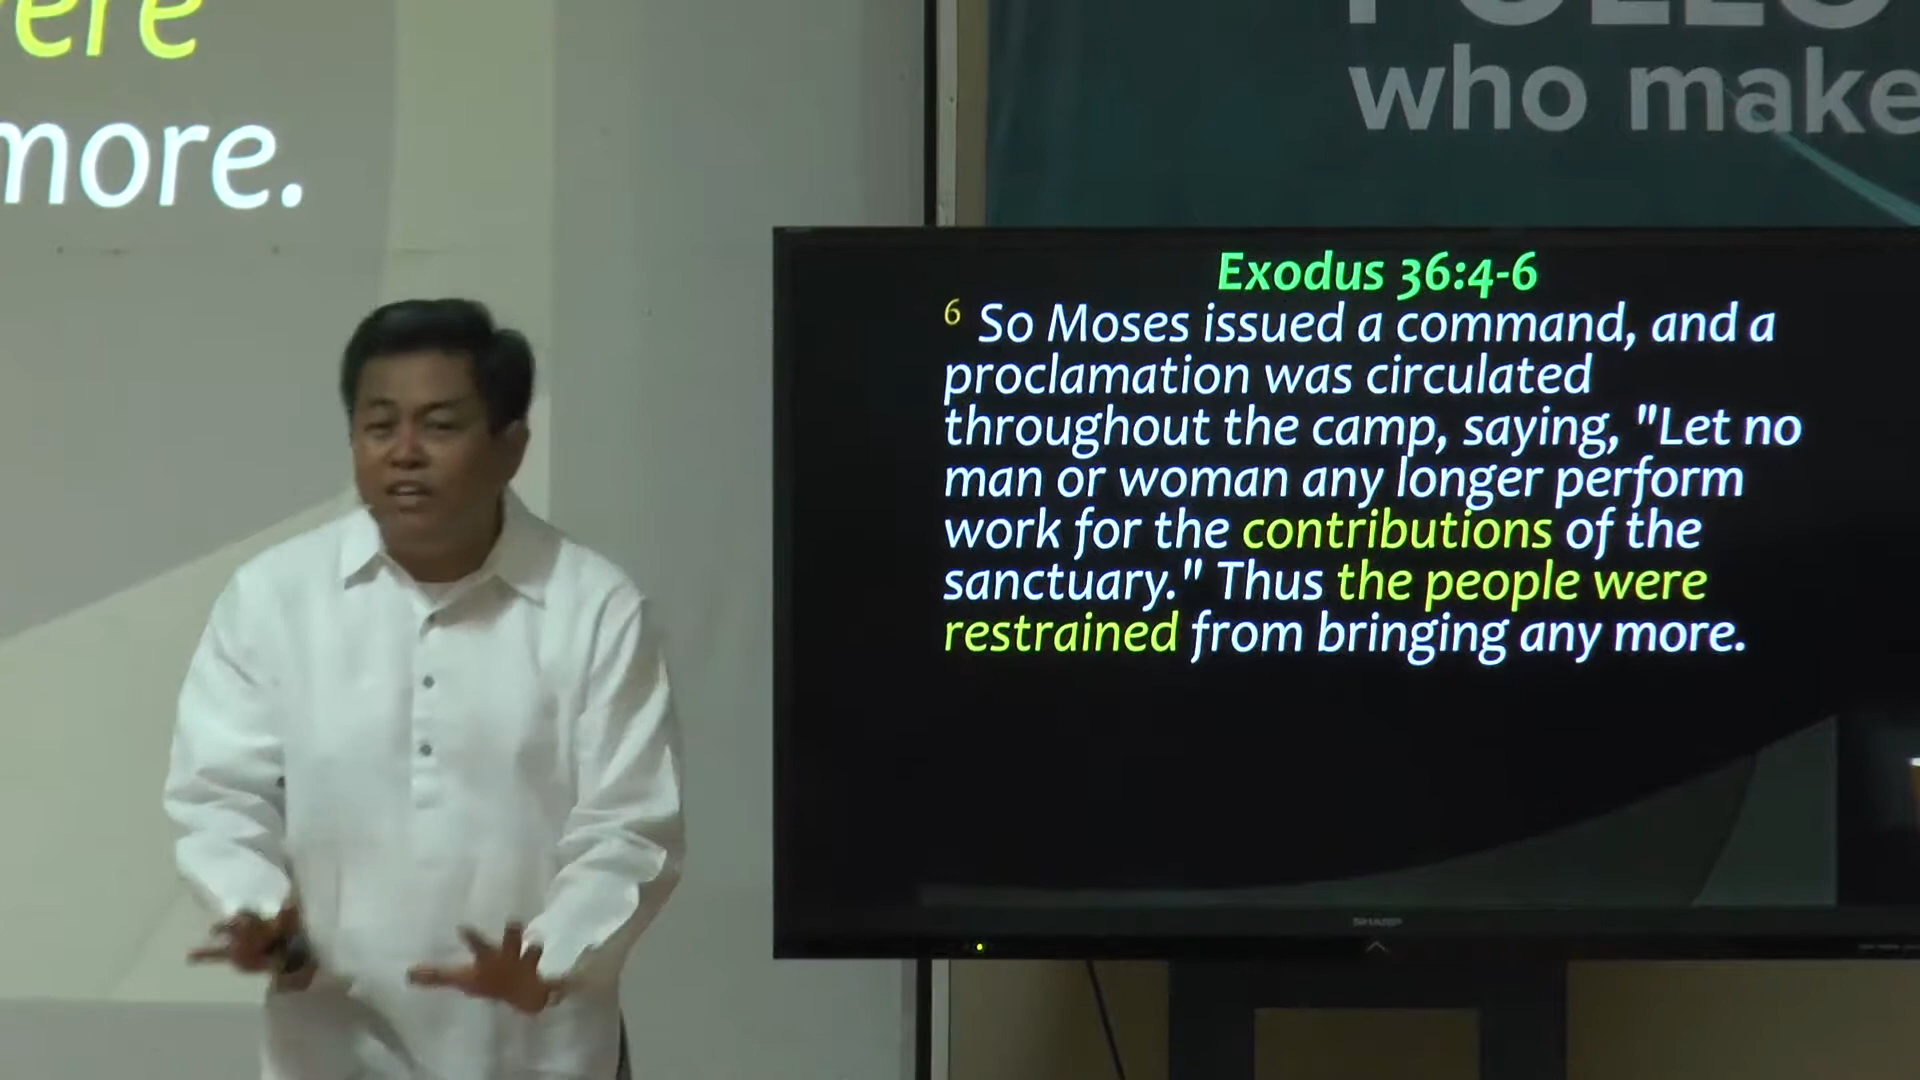 ere
more.
who make
Exodus 36:4-6
6 So Moses issued a command, and a
proclamation was circulated
throughout the camp, saying, "Let no
man or woman any longer perform
work for the contributions of the
sanctuary." Thus the people were
restrained from bringing any more.
SHARP